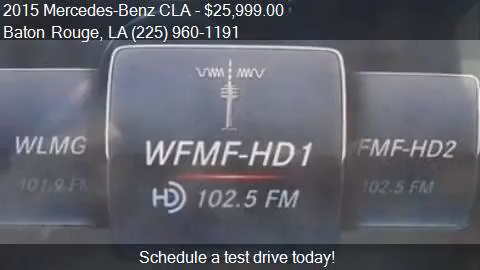 2015 Mercedes-Benz CLA - $25,999.00
Baton Rouge, LA (225) 960-1191
WLMG
WFMF-HD1
FMF-HD2
101.9 FM
HD 102.5 FM
102.5 FM
Schedule a test drive today!